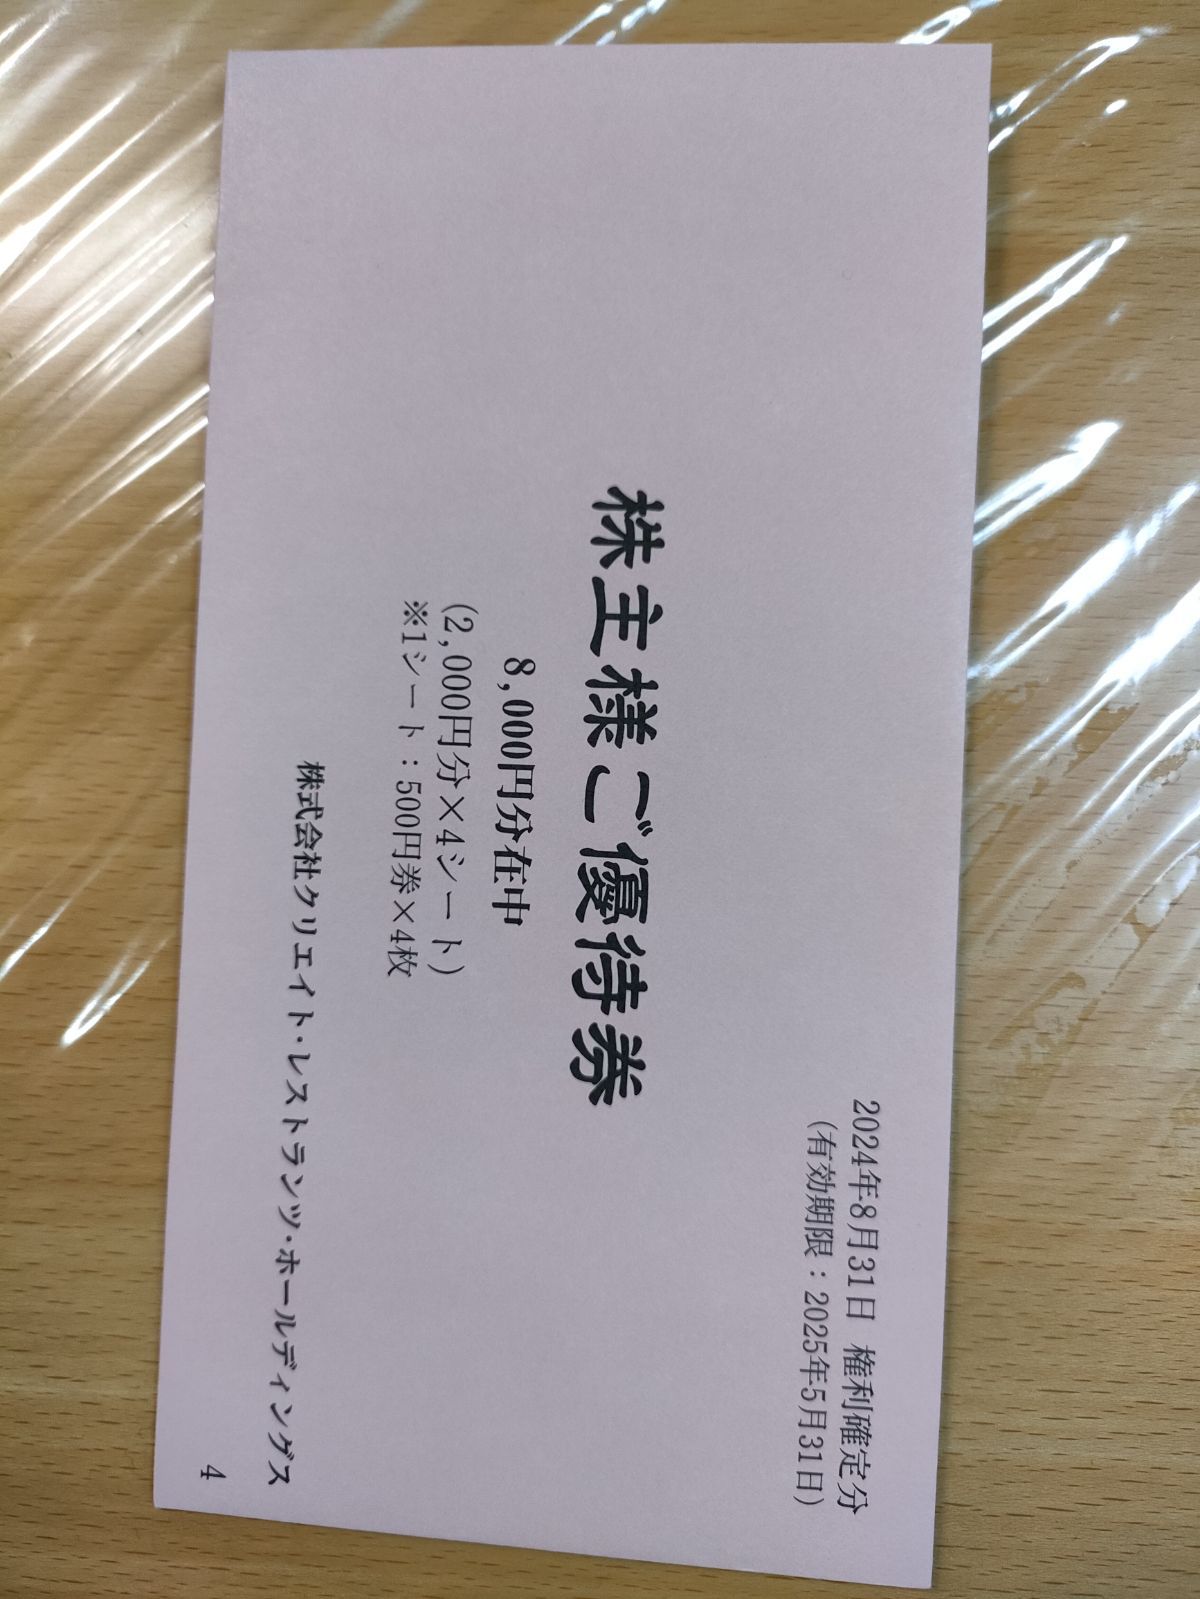 2024年8月31日 権利確定分
(有効期限：2025年5月31日)
株主様ご優待券
8,000円分在中
(2,000円分×4シート)
※1シート：500円券×4枚
株式会社クリエイト・レストランツ・ホールディングス
4